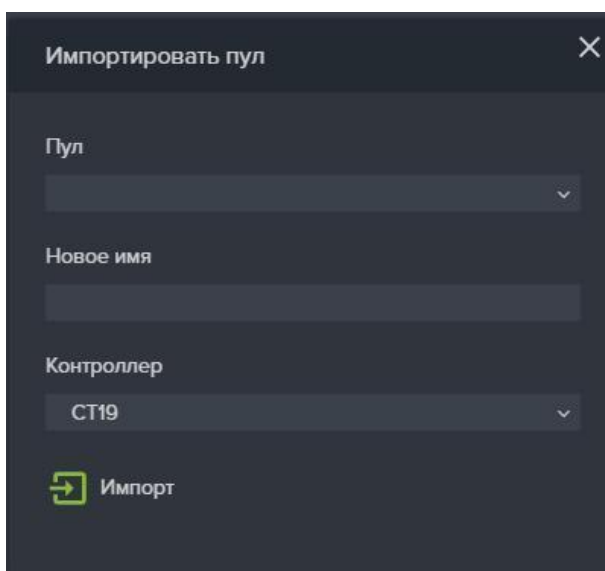 Импортировать пул
Пул
Новое имя
Контроллер
CT19
Импорт